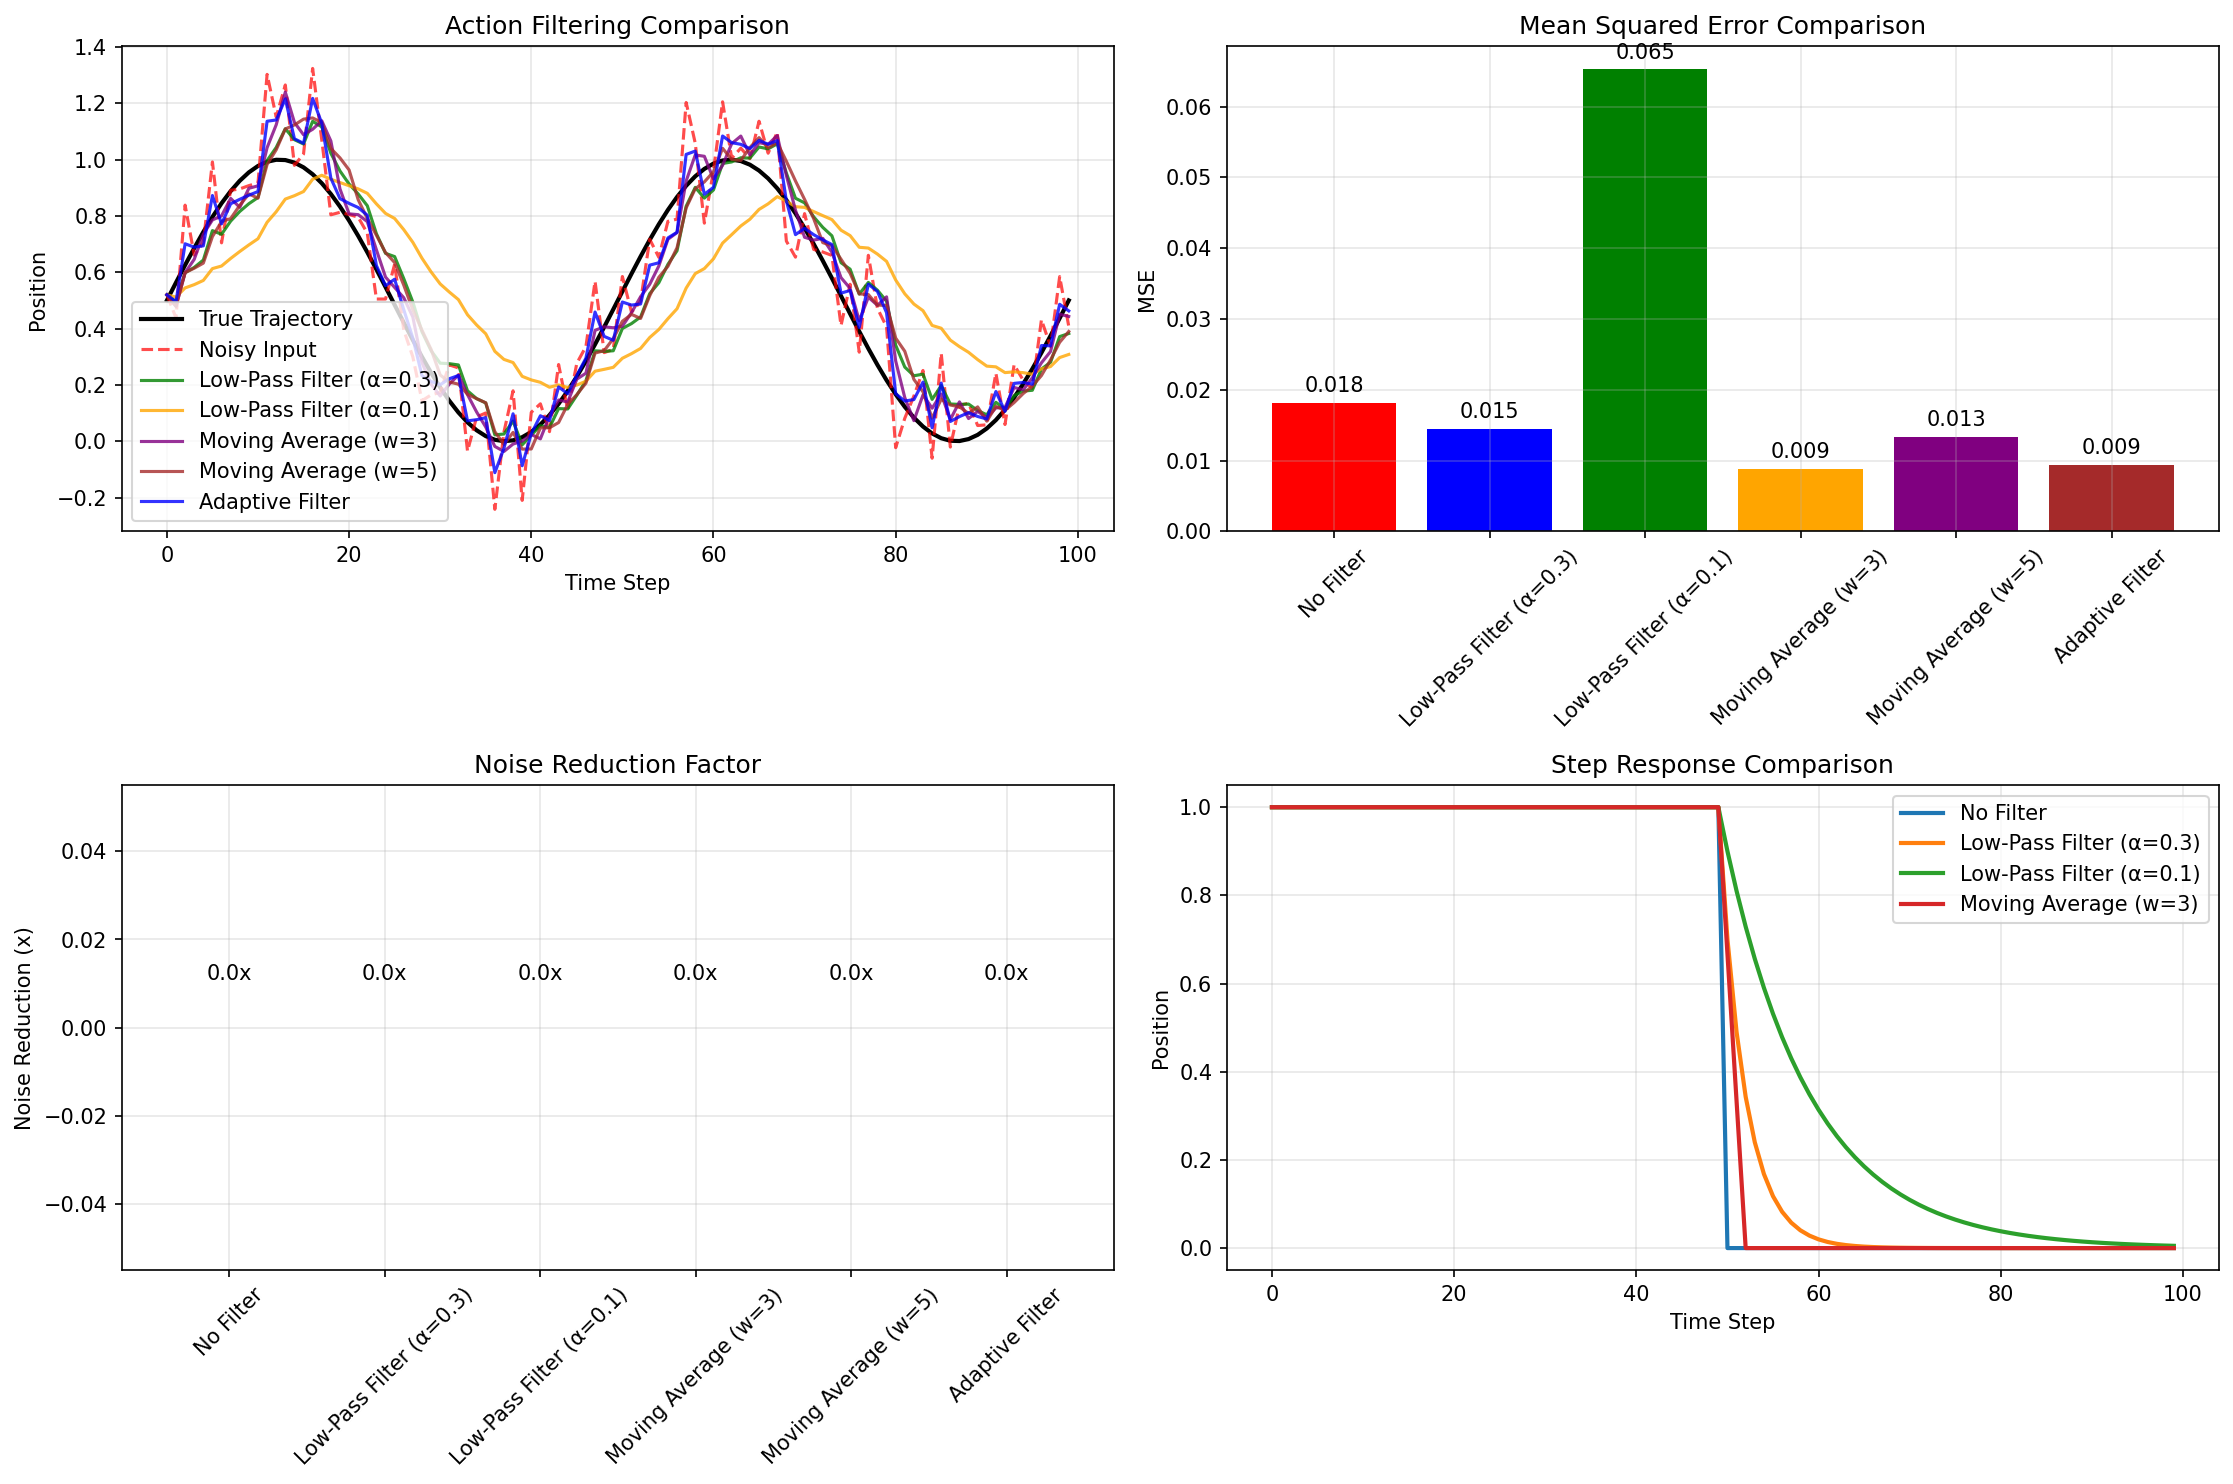 Action Filtering Comparison
Position
1.4
1.2
1.0
0.8
0.6
0.4
0.2
0.0
−0.2
True Trajectory
Noisy Input
Low-Pass Filter (α=0.3)
Low-Pass Filter (α=0.1)
Moving Average (w=3)
Moving Average (w=5)
Adaptive Filter
0 20 40 60 80 100
Time Step
Mean Squared Error Comparison
MSE
0.06
0.05
0.04
0.03
0.02
0.01
0.00
0.018
0.015
0.065
0.009
0.013
0.009
No Filter
Low-Pass Filter (α=0.3)
Low-Pass Filter (α=0.1)
Moving Average (w=3)
Moving Average (w=5)
Adaptive Filter
Noise Reduction Factor
Noise Reduction (x)
0.04
0.02
0.00
−0.02
−0.04
0.0x 0.0x 0.0x 0.0x 0.0x 0.0x
No Filter
Low-Pass Filter (α=0.3)
Low-Pass Filter (α=0.1)
Moving Average (w=3)
Moving Average (w=5)
Adaptive Filter
Step Response Comparison
Position
1.0
0.8
0.6
0.4
0.2
0.0
No Filter
Low-Pass Filter (α=0.3)
Low-Pass Filter (α=0.1)
Moving Average (w=3)
0 20 40 60 80 100
Time Step